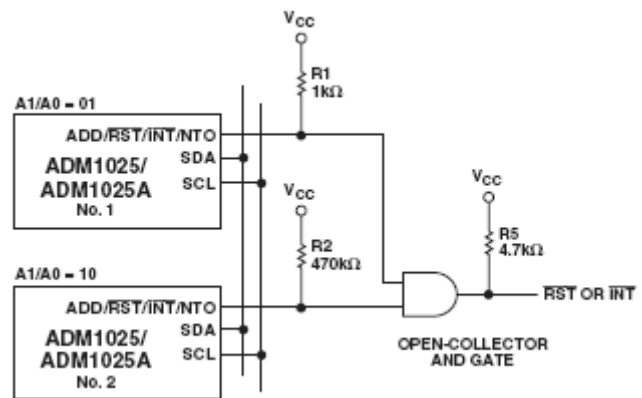 VCC
R1
1kΩ
A1/A0 = 01
ADD/RST/INT/NTO
SDA
ADM1025/
ADM1025A
SCL
No. 1
VCC
R2
470kΩ
VCC
R5
4.7kΩ
A1/A0 = 10
ADD/RST/INT/NTO
SDA
ADM1025/
ADM1025A
SCL
No. 2
RST OR INT
OPEN-COLLECTOR
AND GATE